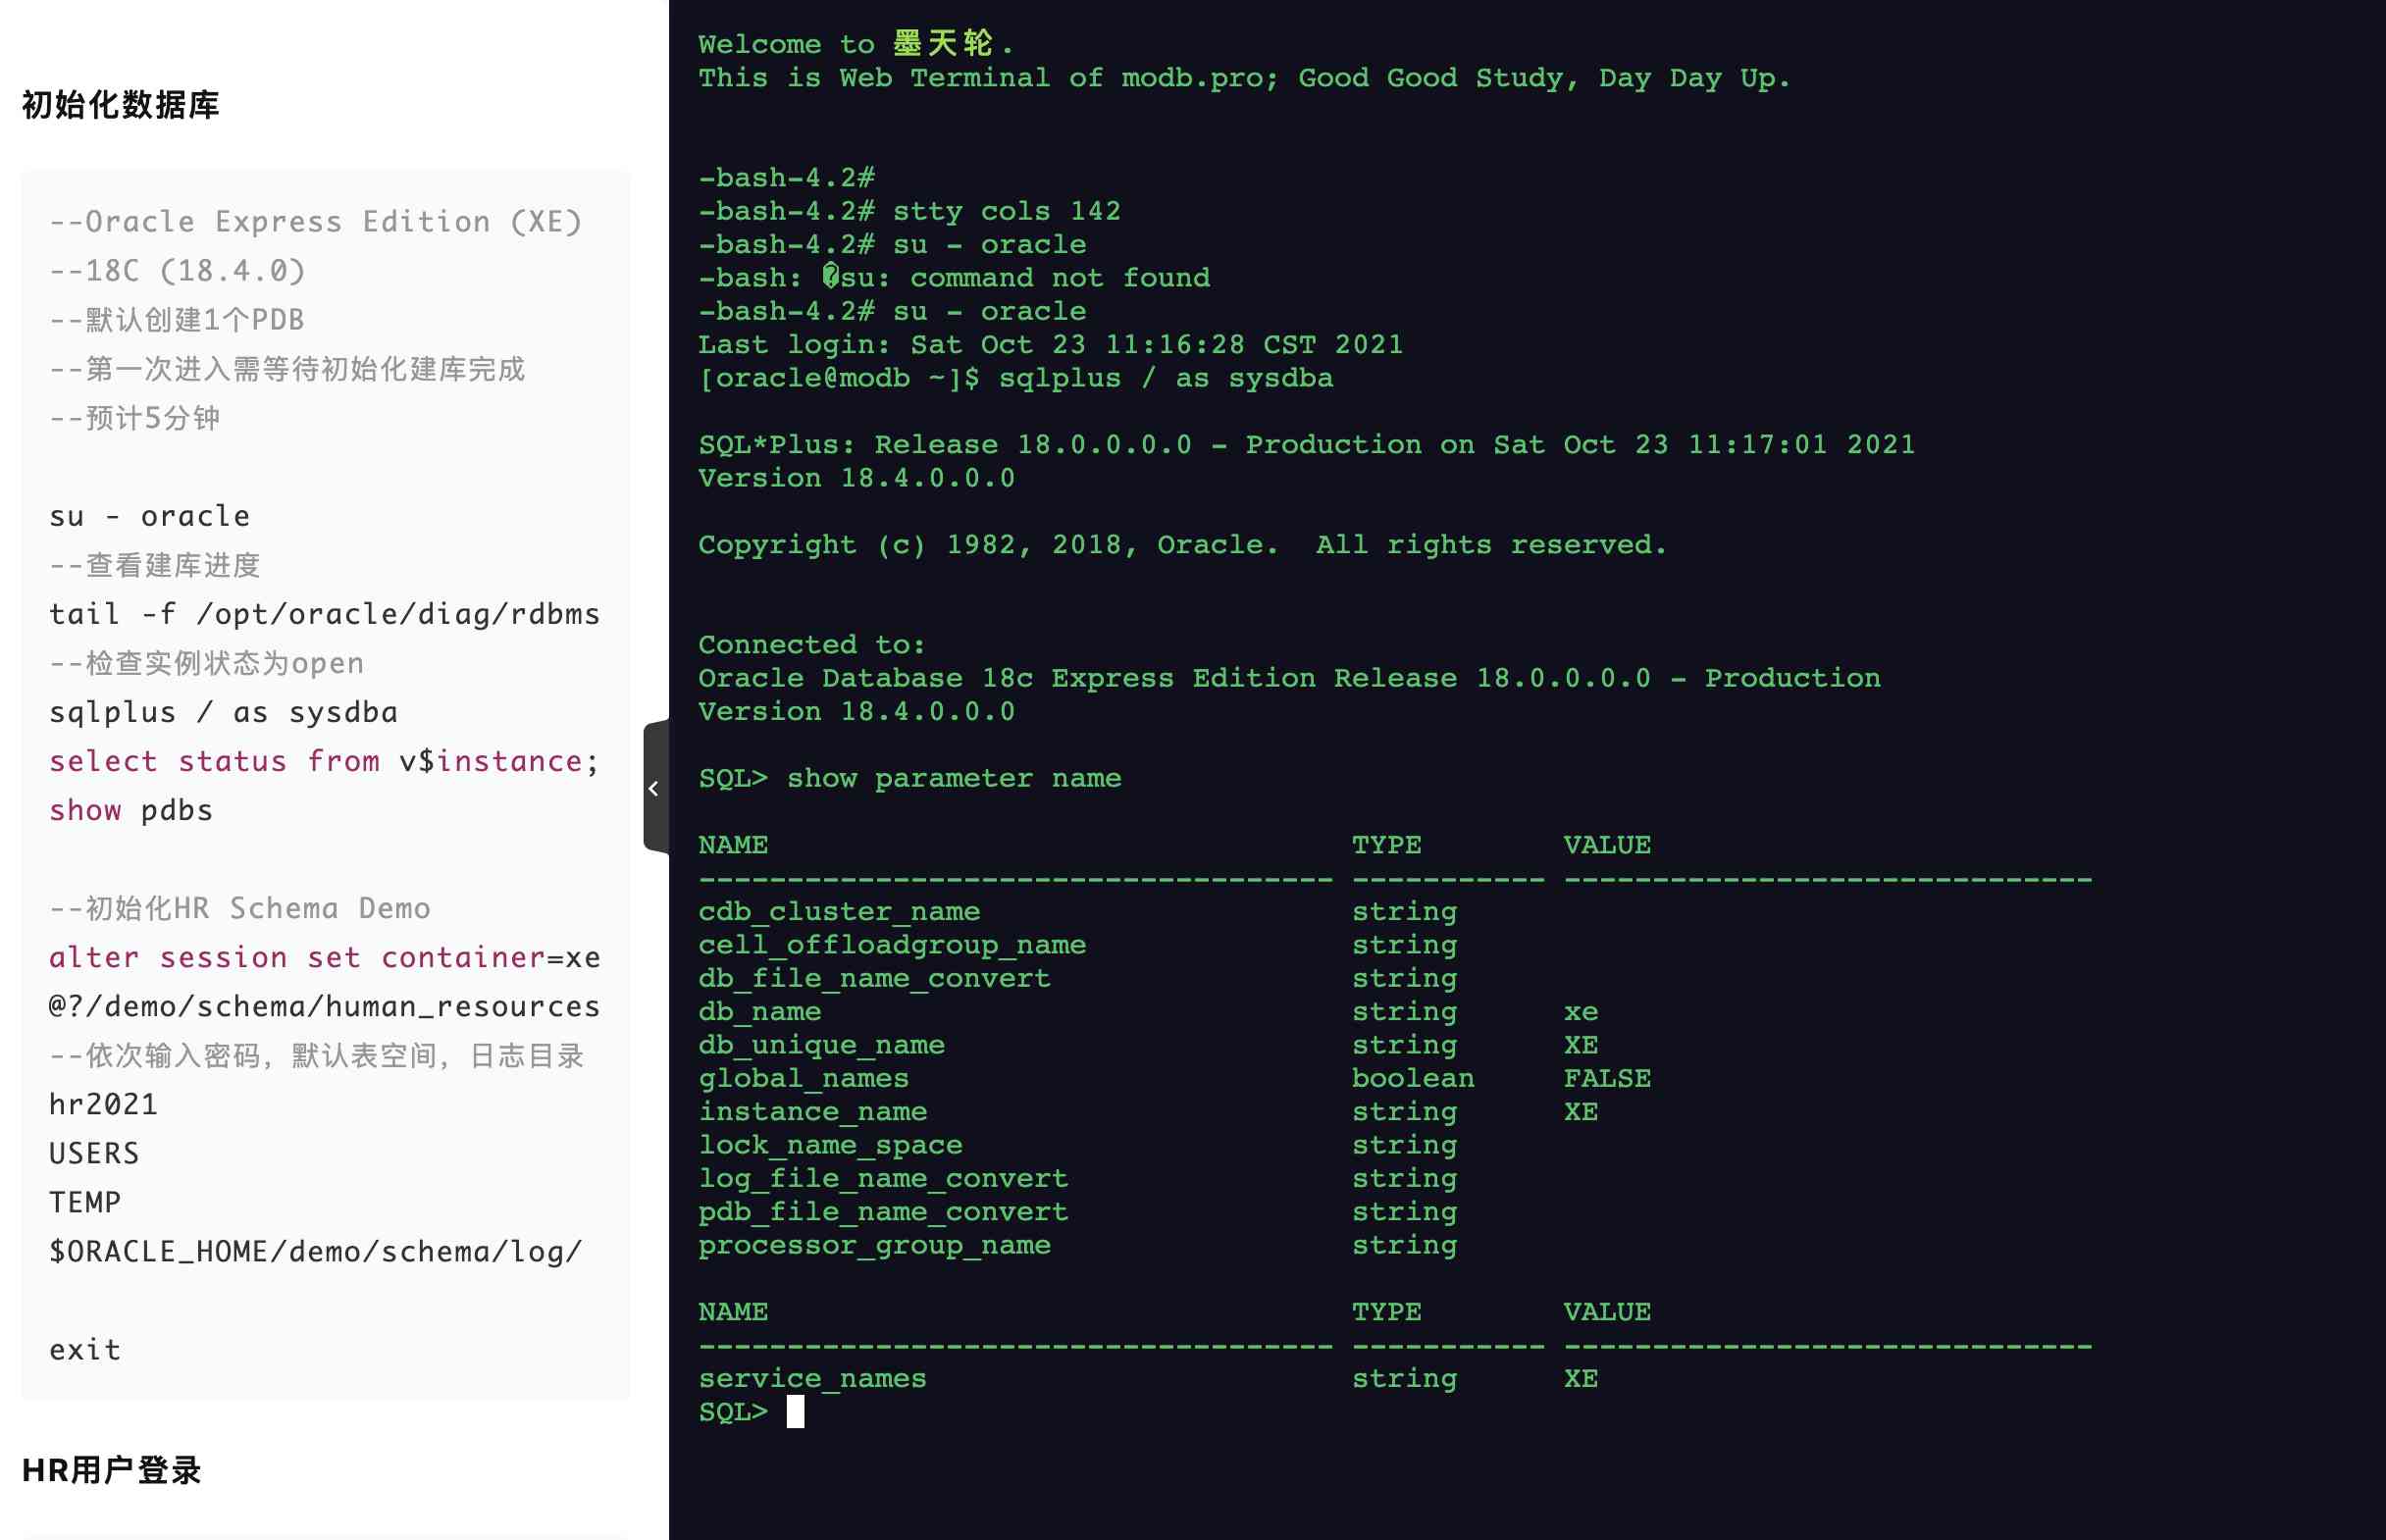 初始化数据库
--Oracle Express Edition (XE)
--18C (18.4.0)
--默认创建1个PDB
--第一次进入需等待初始化建库完成
--预计5分钟
su - oracle
--查看建库进度
tail -f /opt/oracle/diag/rdbms
--检查实例状态为open
sqlplus / as sysdba
select status from v$instance;
show pdbs
--初始化HR Schema Demo
alter session set container=xe
@?/demo/schema/human_resources
--依次输入密码，默认表空间，日志目录
hr2021
USERS
TEMP
$ORACLE_HOME/demo/schema/log/
exit
HR用户登录
Welcome to 墨天轮.
This is Web Terminal of modb.pro; Good Good Study, Day Day Up.
-bash-4.2#
-bash-4.2# stty cols 142
-bash-4.2# su - oracle
-bash: �su: command not found
-bash-4.2# su - oracle
Last login: Sat Oct 23 11:16:28 CST 2021
[oracle@modb ~]$ sqlplus / as sysdba
SQL*Plus: Release 18.0.0.0.0 - Production on Sat Oct 23 11:17:01 2021
Version 18.4.0.0.0
Copyright (c) 1982, 2018, Oracle.  All rights reserved.
Connected to:
Oracle Database 18c Express Edition Release 18.0.0.0.0 - Production
Version 18.4.0.0.0
SQL> show parameter name
NAME                                 TYPE        VALUE
------------------------------------ ----------- ------------------------------
cdb_cluster_name                     string
cell_offloadgroup_name               string
db_file_name_convert                 string
db_name                              string      xe
db_unique_name                       string      XE
global_names                         boolean     FALSE
instance_name                        string      XE
lock_name_space                      string
log_file_name_convert                string
pdb_file_name_convert                string
processor_group_name                 string
NAME                                 TYPE        VALUE
------------------------------------ ----------- ------------------------------
service_names                        string      XE
SQL>